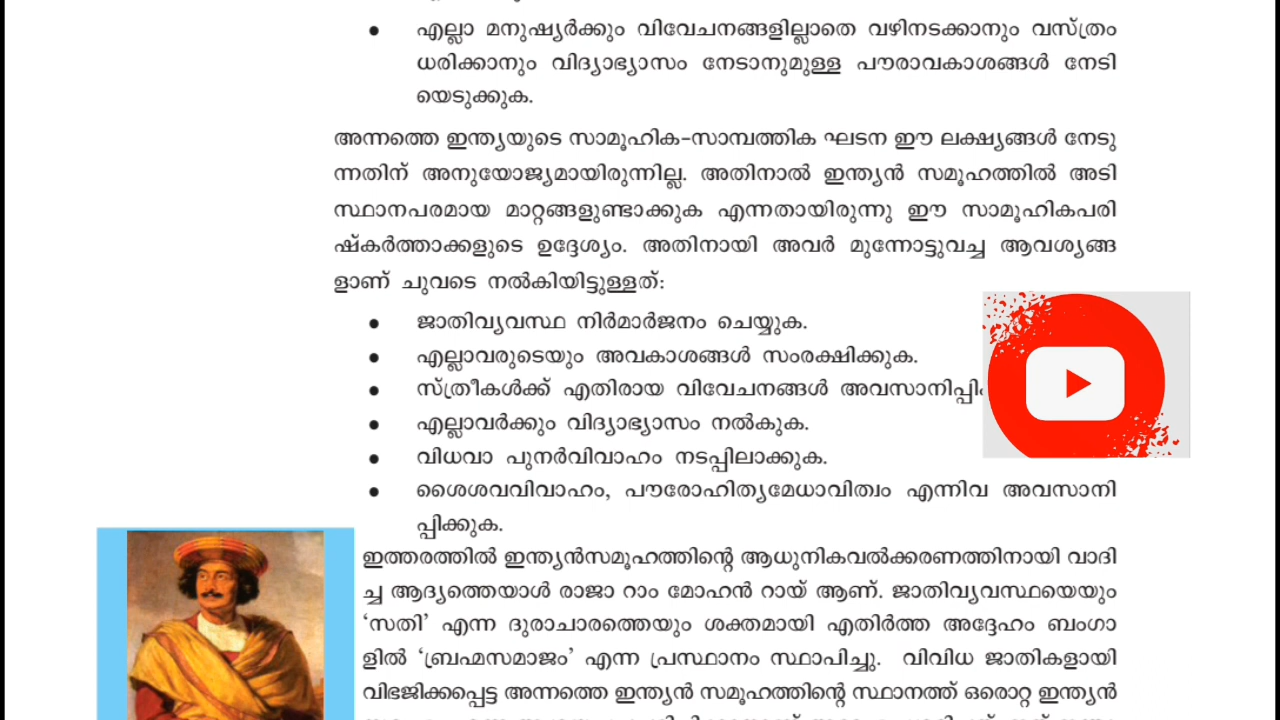 • എല്ലാ മനുഷ്യർക്കും വിവേചനങ്ങളില്ലാതെ വഴിനടക്കാനും വസ്ത്രം
ധരിക്കാനും വിദ്യാഭ്യാസം നേടാനുമുള്ള പൗരാവകാശങ്ങൾ നേടി
യെടുക്കുക.
അന്നത്തെ ഇന്ത്യയുടെ സാമൂഹിക-സാമ്പത്തിക ഘടന ഈ ലക്ഷ്യങ്ങൾ നേടു
ന്നതിന് അനുയോജ്യമായിരുന്നില്ല. അതിനാൽ ഇന്ത്യൻ സമൂഹത്തിൽ അടി
സ്ഥാനപരമായ മാറ്റങ്ങളുണ്ടാക്കുക എന്നതായിരുന്നു ഈ സാമൂഹികപരി
ഷ്കർത്താക്കളുടെ ഉദ്ദേശ്യം. അതിനായി അവർ മുന്നോട്ടുവച്ച ആവശ്യങ്ങ
ളാണ് ചുവടെ നൽകിയിട്ടുള്ളത്:
• ജാതിവ്യവസ്ഥ നിർമാർജനം ചെയ്യുക.
• എല്ലാവരുടെയും അവകാശങ്ങൾ സംരക്ഷിക്കുക.
• സ്ത്രീകൾക്ക് എതിരായ വിവേചനങ്ങൾ
• എല്ലാവർക്കും വിദ്യാഭ്യാസം നൽകുക.
• വിധവാ പുനർവിവാഹം നടപ്പിലാക്കുക.
• ശൈശവവിവാഹം, പൗരോഹിത്യമേധാവിത്വം എന്നിവ അവസാനി
പ്പിക്കുക.
ഇത്തരത്തിൽ ഇന്ത്യൻസമൂഹത്തിന്റെ ആധുനികവൽക്കരണത്തിനായി വാദി
ച്ച ആദ്യത്തെയാൾ രാജാ റാം മോഹൻ റായ് ആണ്. ജാതിവ്യവസ്ഥയെയും
‘സതി’ എന്ന ദുരാചാരത്തെയും ശക്തമായി എതിർത്ത അദ്ദേഹം ബംഗാ
ളിൽ ‘ബ്രഹ്മസമാജം’ എന്ന പ്രസ്ഥാനം സ്ഥാപിച്ചു. വിവിധ ജാതികളായി
വിഭജിക്കപ്പെട്ട അന്നത്തെ ഇന്ത്യൻ സമൂഹത്തിന്റെ സ്ഥാനത്ത് ഒരൊറ്റ ഇന്ത്യൻ